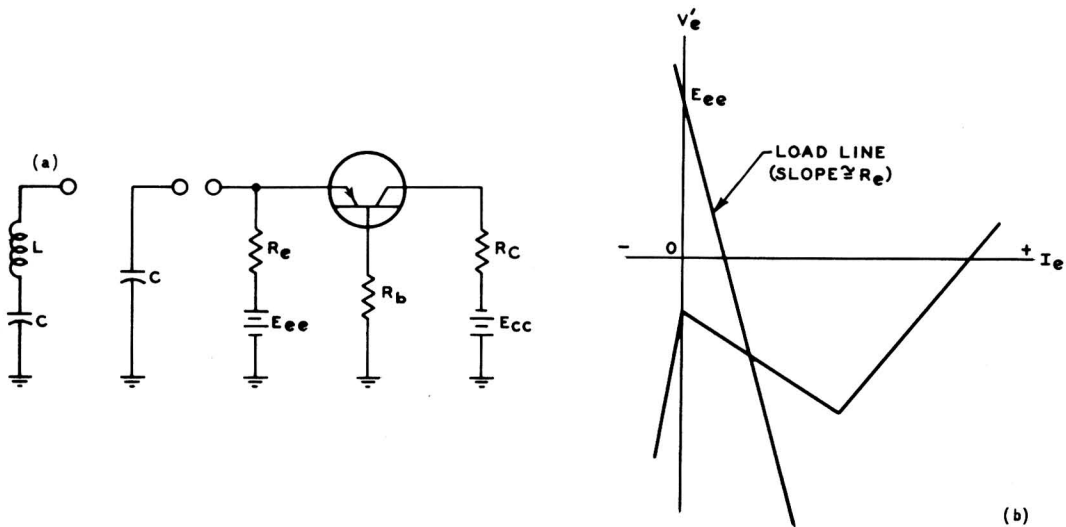 (a)
L
C
C
Re
Eee
Rb
RC
Ecc
V'e
Eee
LOAD LINE
(SLOPE≅Re)
- 0 +
Ie
(b)